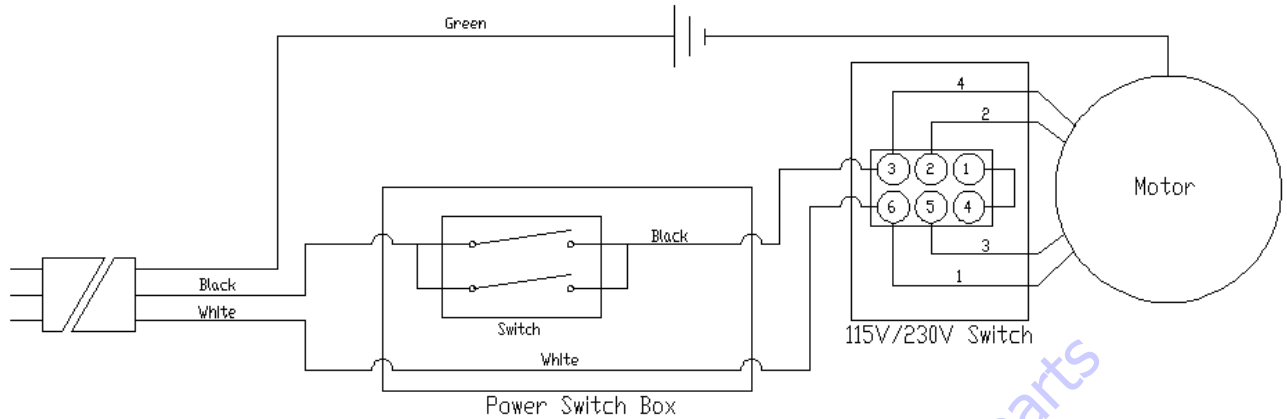 Green
4
2
3 2 1
Motor
6 5 4
Black
Black
3
1
White
Switch
115V/230V Switch
White
Power Switch Box
parts